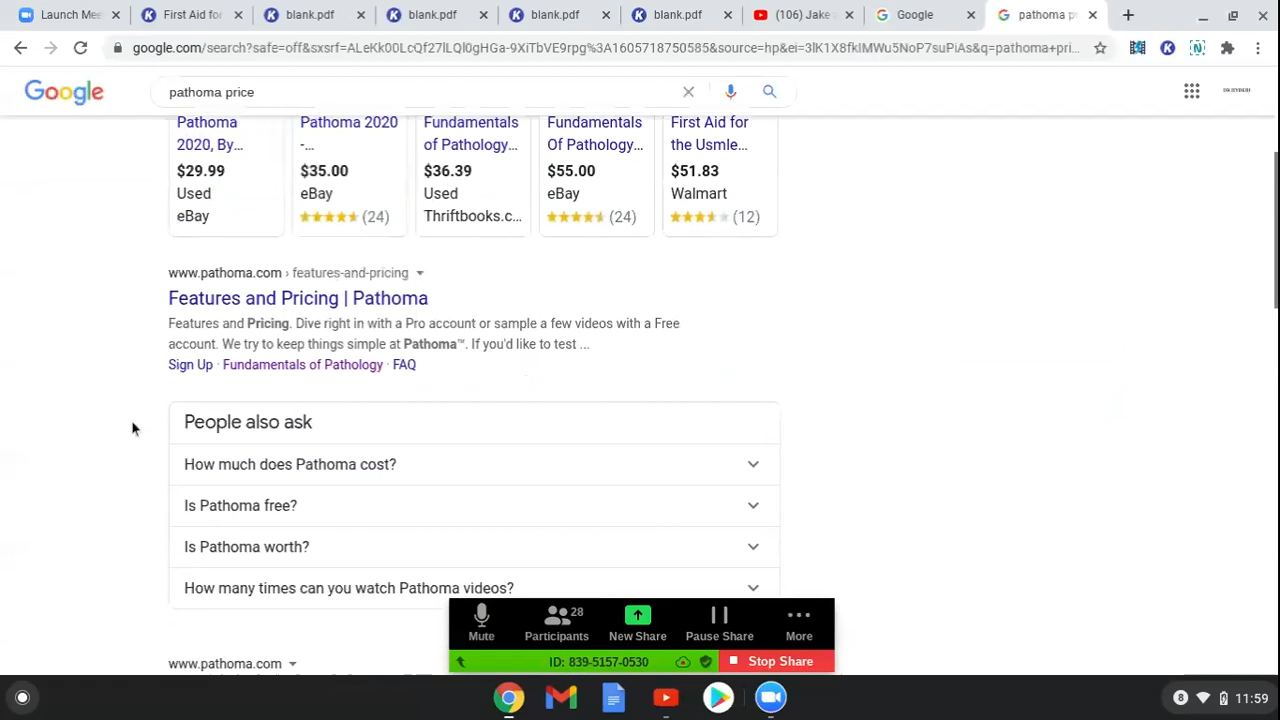 Launch Mee
First Aid for
blank.pdf
blank.pdf
blank.pdf
blank.pdf
(106) Jake
Google
pathoma p
google.com/search?safe=off&sxsrf=ALeKk00LcQf27lLQl0gHGa-9XiTbVE9rpg%3A1605718750585&source=hp&ei=3lK1X8fkIMWu5NoP7suPiAs&q=pathoma+pri...
Google
pathoma price
Pathoma 2020, By…
$29.99
Used
eBay
Pathoma 2020 -…
$35.00
eBay
(24)
Fundamentals of Pathology…
$36.39
Used
Thriftbooks.c…
Fundamentals Of Pathology…
$55.00
eBay
(24)
First Aid for the Usmle…
$51.83
Walmart
(12)
www.pathoma.com › features-and-pricing
Features and Pricing | Pathoma
Features and Pricing. Dive right in with a Pro account or sample a few videos with a Free
account. We try to keep things simple at Pathoma™. If you'd like to test ...
Sign Up · Fundamentals of Pathology · FAQ
People also ask
How much does Pathoma cost?
Is Pathoma free?
Is Pathoma worth?
How many times can you watch Pathoma videos?
www.pathoma.com
28
Mute
Participants
New Share
Pause Share
More
ID: 839-5157-0530
Stop Share
8
11:59